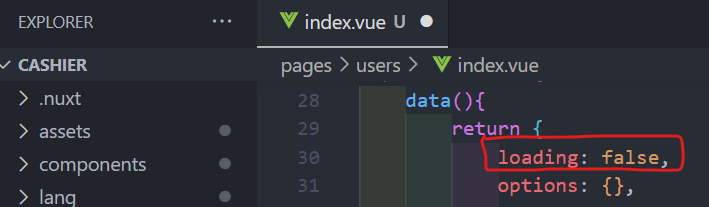 EXPLORER
...
index.vue U
CASHIER
pages > users > index.vue
.nuxt
28 data(){
assets
29 return {
components
30 loading: false,
lang
31 options: {},